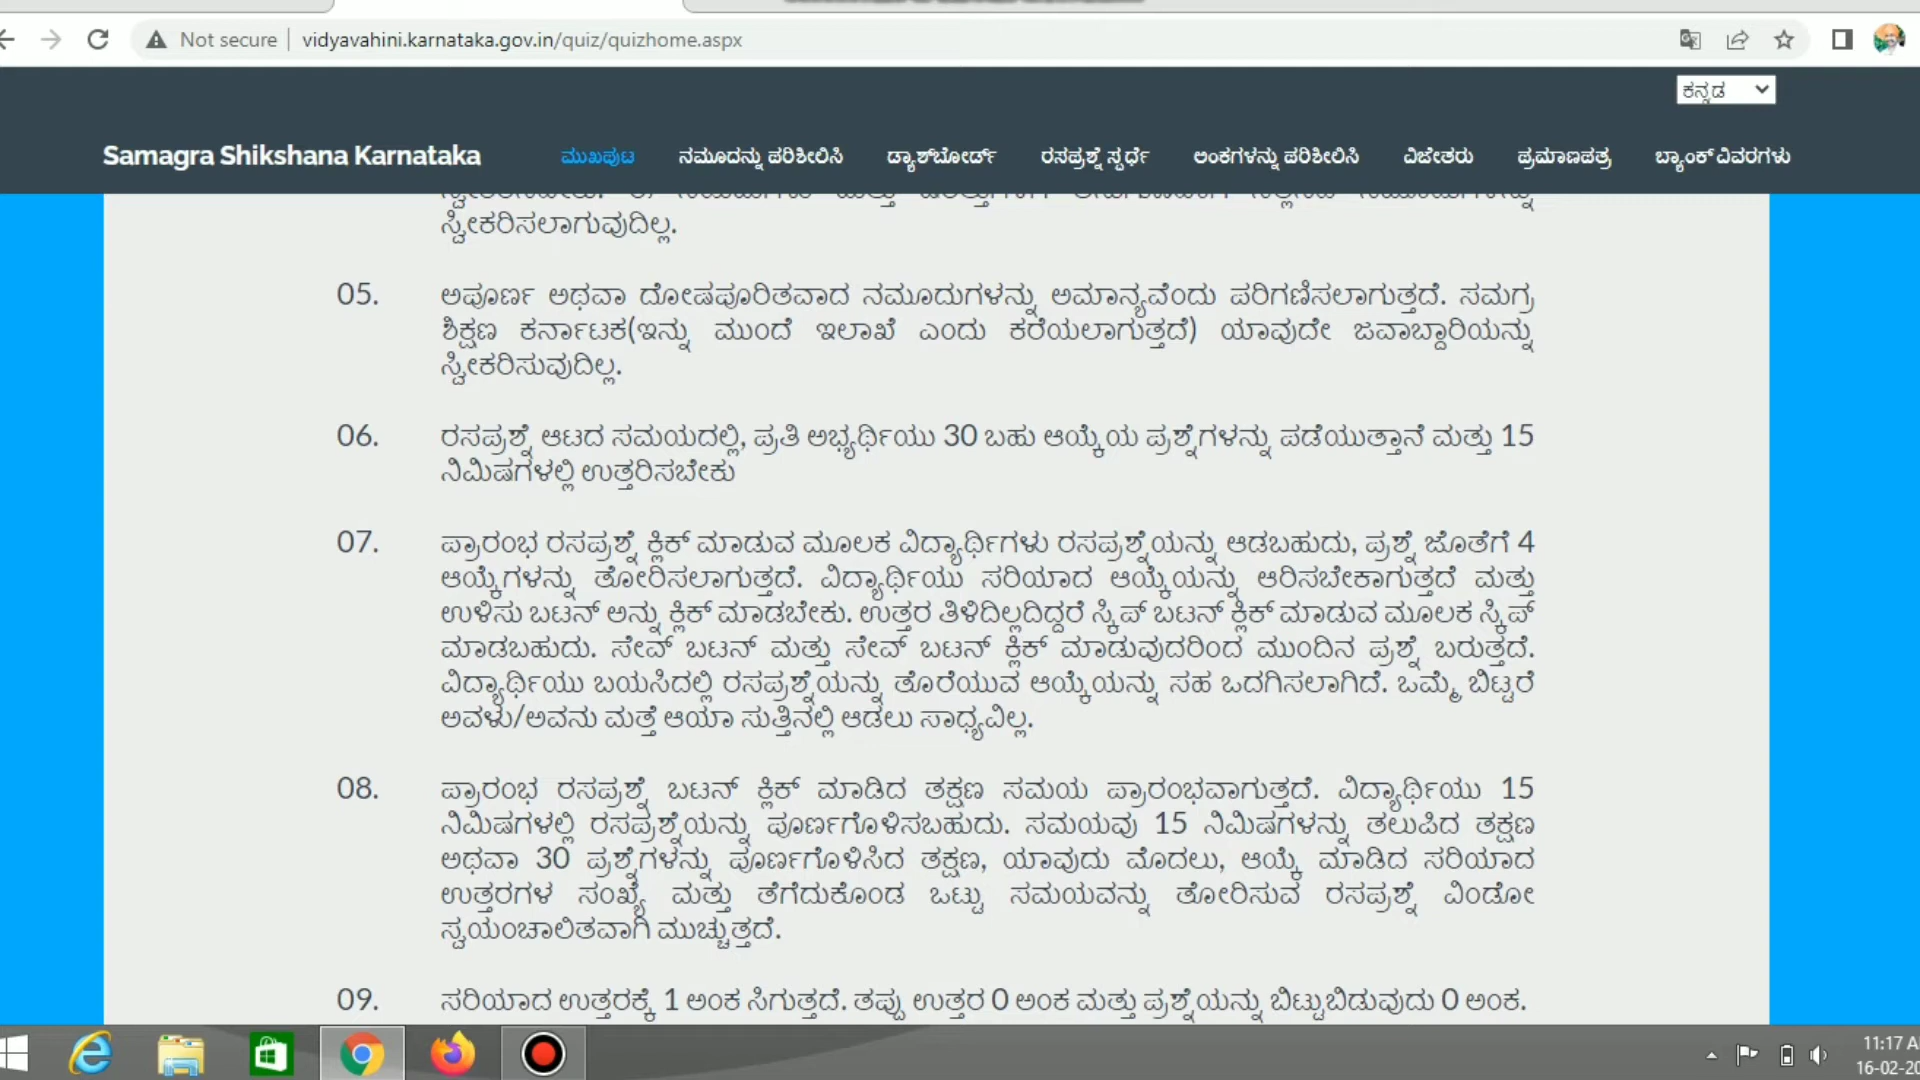 Not secure
vidyavahini.karnataka.gov.in/quiz/quizhome.aspx
ಕನ್ನಡ
Samagra Shikshana Karnataka
ಮುಖಪುಟ
ನಮೂದನ್ನು ಪರಿಶೀಲಿಸಿ
ಡ್ಯಾಶ್‌ಬೋರ್ಡ್
ರಸಪ್ರಶ್ನೆ ಸ್ಪರ್ಧೆ
ಅಂಕಗಳನ್ನು ಪರಿಶೀಲಿಸಿ
ವಿಜೇತರು
ಪ್ರಮಾಣಪತ್ರ
ಬ್ಯಾಂಕ್ ವಿವರಗಳು
ಸ್ವೀಕರಿಸಲಾಗುವುದಿಲ್ಲ.
05. ಅಪೂರ್ಣ ಅಥವಾ ದೋಷಪೂರಿತವಾದ ನಮೂದುಗಳನ್ನು ಅಮಾನ್ಯವೆಂದು ಪರಿಗಣಿಸಲಾಗುತ್ತದೆ. ಸಮಗ್ರ
ಶಿಕ್ಷಣ ಕರ್ನಾಟಕ(ಇನ್ನು ಮುಂದೆ ಇಲಾಖೆ ಎಂದು ಕರೆಯಲಾಗುತ್ತದೆ) ಯಾವುದೇ ಜವಾಬ್ದಾರಿಯನ್ನು
ಸ್ವೀಕರಿಸುವುದಿಲ್ಲ.
06. ರಸಪ್ರಶ್ನೆ ಆಟದ ಸಮಯದಲ್ಲಿ, ಪ್ರತಿ ಅಭ್ಯರ್ಥಿಯು 30 ಬಹು ಆಯ್ಕೆಯ ಪ್ರಶ್ನೆಗಳನ್ನು ಪಡೆಯುತ್ತಾನೆ ಮತ್ತು 15
ನಿಮಿಷಗಳಲ್ಲಿ ಉತ್ತರಿಸಬೇಕು
07. ಪ್ರಾರಂಭ ರಸಪ್ರಶ್ನೆ ಕ್ಲಿಕ್ ಮಾಡುವ ಮೂಲಕ ವಿದ್ಯಾರ್ಥಿಗಳು ರಸಪ್ರಶ್ನೆಯನ್ನು ಆಡಬಹುದು, ಪ್ರಶ್ನೆ ಜೊತೆಗೆ 4
ಆಯ್ಕೆಗಳನ್ನು ತೋರಿಸಲಾಗುತ್ತದೆ. ವಿದ್ಯಾರ್ಥಿಯು ಸರಿಯಾದ ಆಯ್ಕೆಯನ್ನು ಆರಿಸಬೇಕಾಗುತ್ತದೆ ಮತ್ತು
ಉಳಿಸು ಬಟನ್ ಅನ್ನು ಕ್ಲಿಕ್ ಮಾಡಬೇಕು. ಉತ್ತರ ತಿಳಿದಿಲ್ಲದಿದ್ದರೆ ಸ್ಕಿಪ್ ಬಟನ್ ಕ್ಲಿಕ್ ಮಾಡುವ ಮೂಲಕ ಸ್ಕಿಪ್
ಮಾಡಬಹುದು. ಸೇವ್ ಬಟನ್ ಮತ್ತು ಸೇವ್ ಬಟನ್ ಕ್ಲಿಕ್ ಮಾಡುವುದರಿಂದ ಮುಂದಿನ ಪ್ರಶ್ನೆ ಬರುತ್ತದೆ.
ವಿದ್ಯಾರ್ಥಿಯು ಬಯಸಿದಲ್ಲಿ ರಸಪ್ರಶ್ನೆಯನ್ನು ತೊರೆಯುವ ಆಯ್ಕೆಯನ್ನು ಸಹ ಒದಗಿಸಲಾಗಿದೆ. ಒಮ್ಮೆ ಬಿಟ್ಟರೆ
ಅವಳು/ಅವನು ಮತ್ತೆ ಆಯಾ ಸುತ್ತಿನಲ್ಲಿ ಆಡಲು ಸಾಧ್ಯವಿಲ್ಲ.
08. ಪ್ರಾರಂಭ ರಸಪ್ರಶ್ನೆ ಬಟನ್ ಕ್ಲಿಕ್ ಮಾಡಿದ ತಕ್ಷಣ ಸಮಯ ಪ್ರಾರಂಭವಾಗುತ್ತದೆ. ವಿದ್ಯಾರ್ಥಿಯು 15
ನಿಮಿಷಗಳಲ್ಲಿ ರಸಪ್ರಶ್ನೆಯನ್ನು ಪೂರ್ಣಗೊಳಿಸಬಹುದು. ಸಮಯವು 15 ನಿಮಿಷಗಳನ್ನು ತಲುಪಿದ ತಕ್ಷಣ
ಅಥವಾ 30 ಪ್ರಶ್ನೆಗಳನ್ನು ಪೂರ್ಣಗೊಳಿಸಿದ ತಕ್ಷಣ, ಯಾವುದು ಮೊದಲು, ಆಯ್ಕೆ ಮಾಡಿದ ಸರಿಯಾದ
ಉತ್ತರಗಳ ಸಂಖ್ಯೆ ಮತ್ತು ತೆಗೆದುಕೊಂಡ ಒಟ್ಟು ಸಮಯವನ್ನು ತೋರಿಸುವ ರಸಪ್ರಶ್ನೆ ವಿಂಡೋ
ಸ್ವಯಂಚಾಲಿತವಾಗಿ ಮುಚ್ಚುತ್ತದೆ.
09. ಸರಿಯಾದ ಉತ್ತರಕ್ಕೆ 1 ಅಂಕ ಸಿಗುತ್ತದೆ. ತಪ್ಪು ಉತ್ತರ 0 ಅಂಕ ಮತ್ತು ಪ್ರಶ್ನೆಯನ್ನು ಬಿಟ್ಟುಬಿಡುವುದು 0 ಅಂಕ.
11:17 A
16-02-20